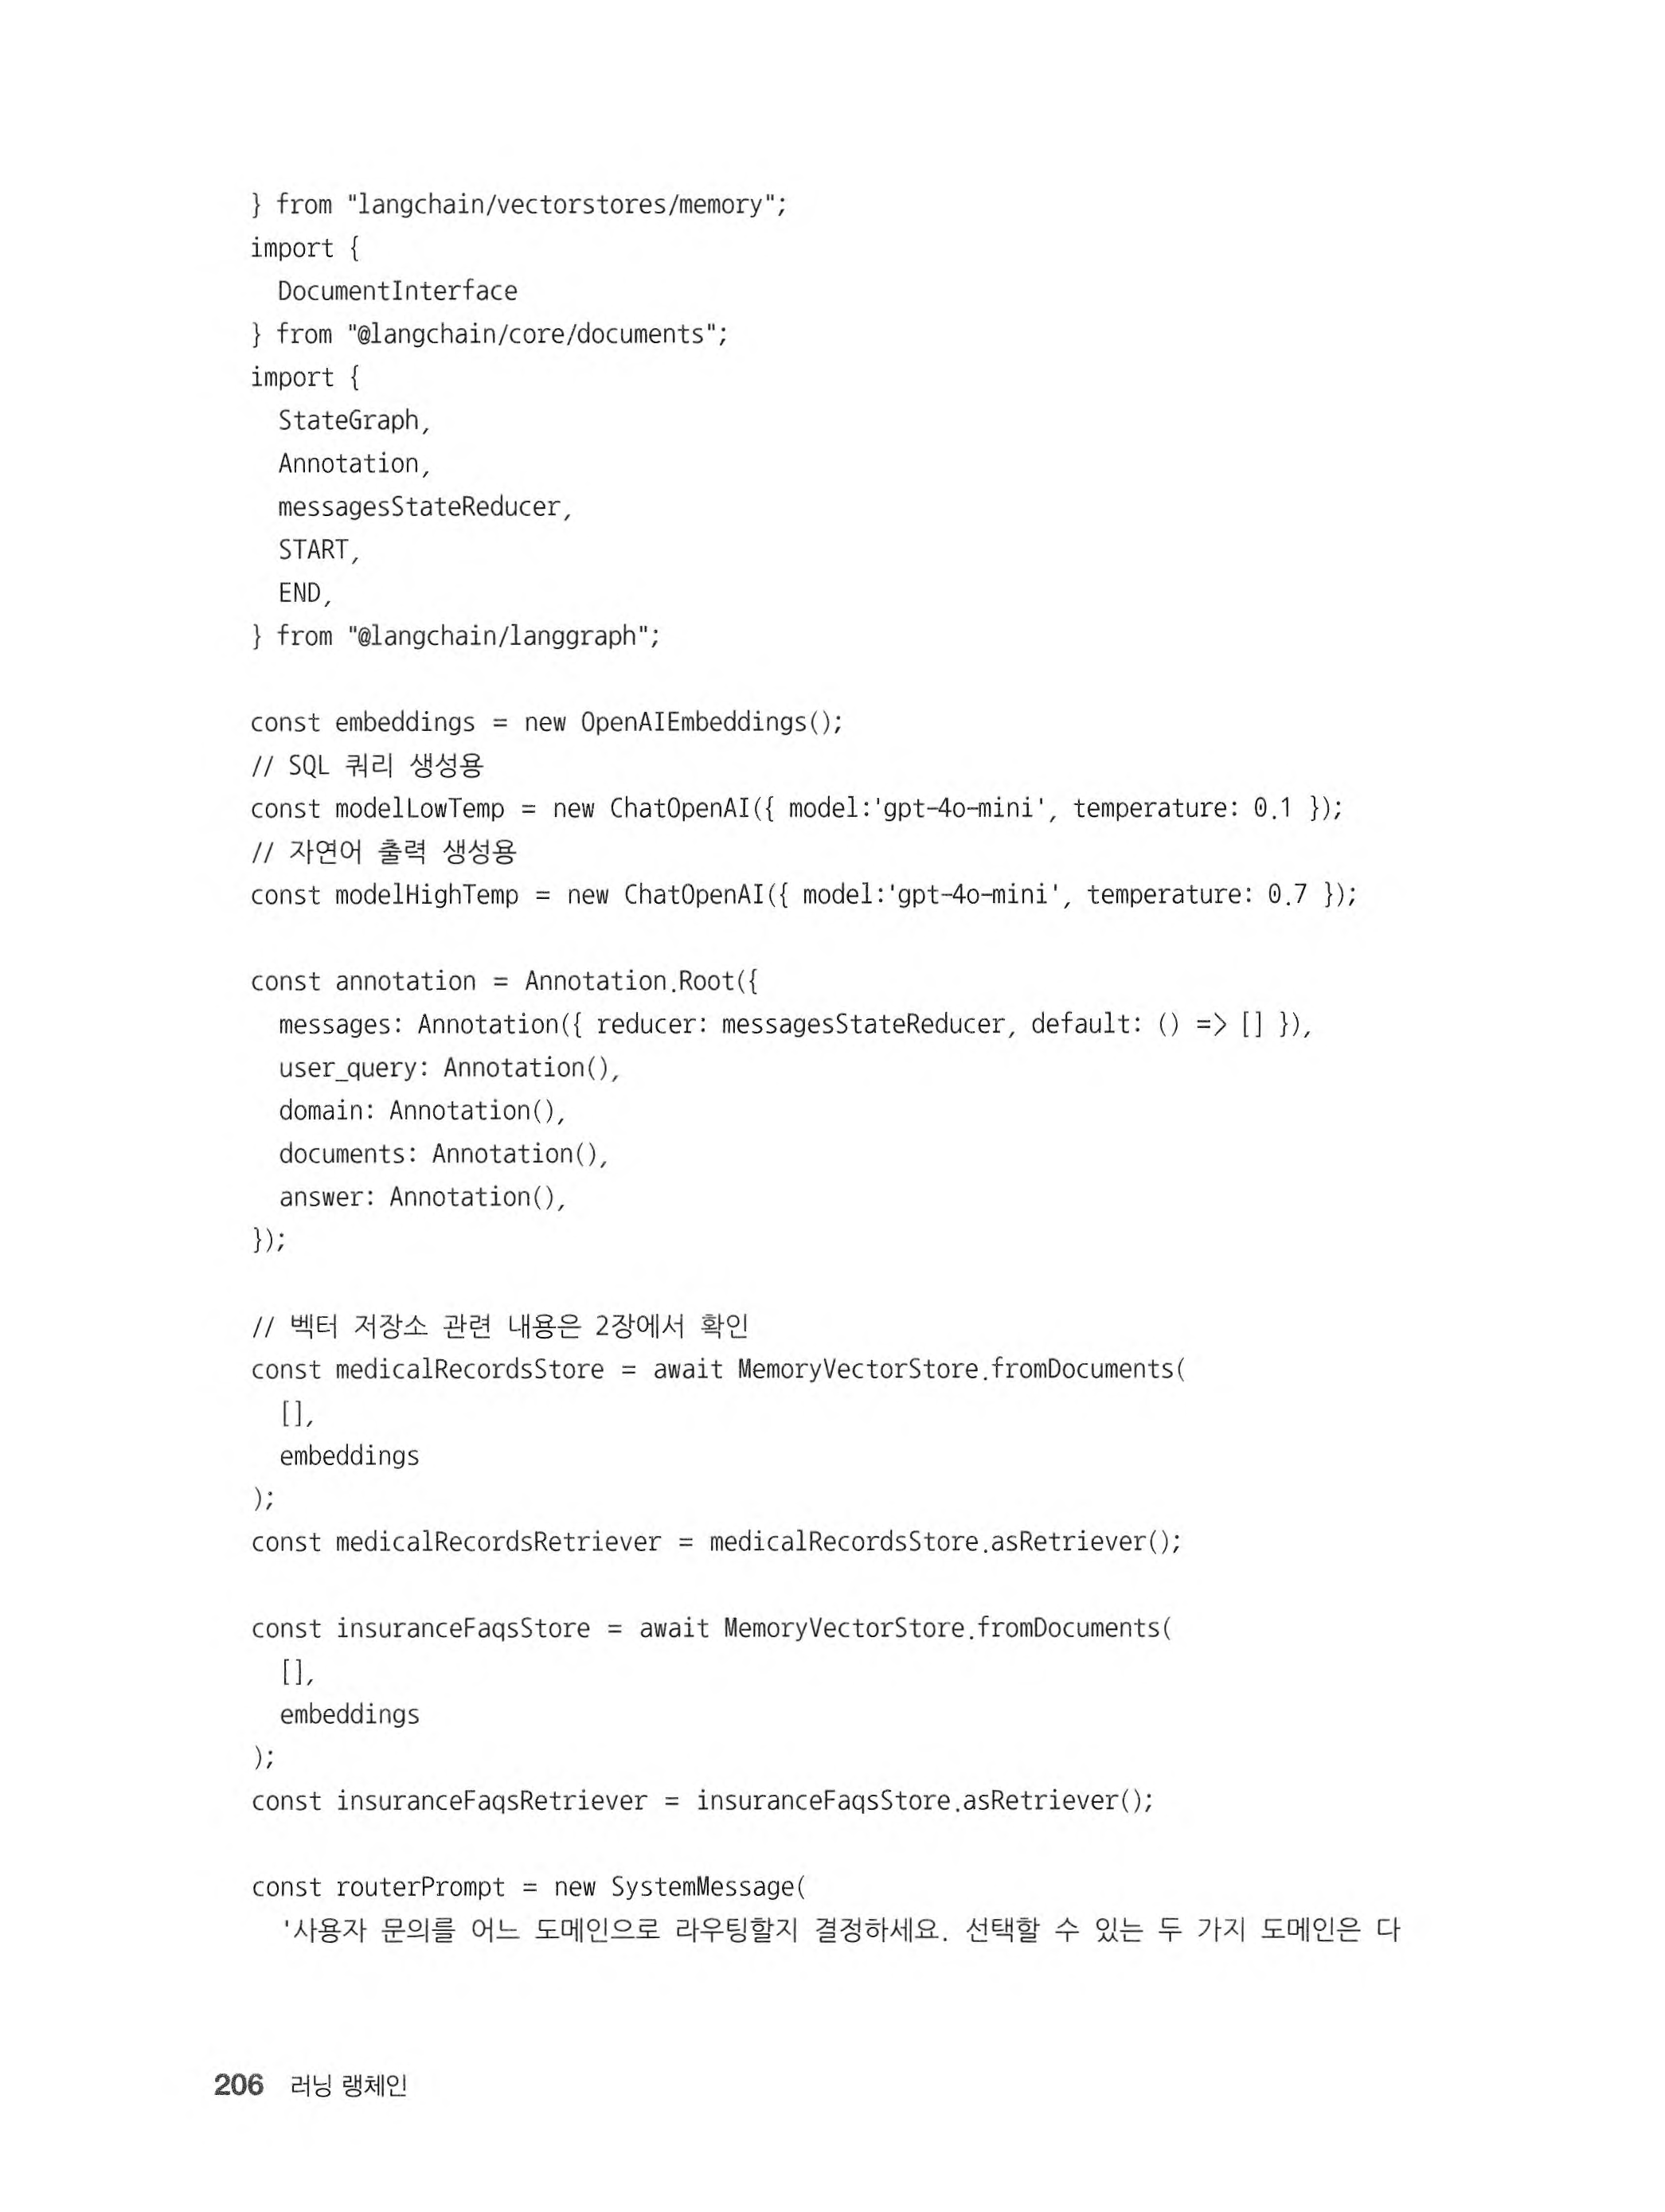 } from "langchain/vectorstores/memory";
import {
  DocumentInterface
} from "@langchain/core/documents";
import {
  StateGraph,
  Annotation,
  messagesStateReducer,
  START,
  END,
} from "@langchain/langgraph";

const embeddings = new OpenAIEmbeddings();
// SQL 쿼리 생성용
const modelLowTemp = new ChatOpenAI({ model:'gpt-4o-mini', temperature: 0.1 });
// 자연어 출력 생성용
const modelHighTemp = new ChatOpenAI({ model:'gpt-4o-mini', temperature: 0.7 });

const annotation = Annotation.Root({
  messages: Annotation({ reducer: messagesStateReducer, default: () => [] }),
  user_query: Annotation(),
  domain: Annotation(),
  documents: Annotation(),
  answer: Annotation(),
});

// 벡터 저장소 관련 내용은 2장에서 확인
const medicalRecordsStore = await MemoryVectorStore.fromDocuments(
  [],
  embeddings
);
const medicalRecordsRetriever = medicalRecordsStore.asRetriever();

const insuranceFaqsStore = await MemoryVectorStore.fromDocuments(
  [],
  embeddings
);
const insuranceFaqsRetriever = insuranceFaqsStore.asRetriever();

const routerPrompt = new SystemMessage(
  '사용자 문의를 어느 도메인으로 라우팅할지 결정하세요. 선택할 수 있는 두 가지 도메인은 다

206 러닝 랭체인